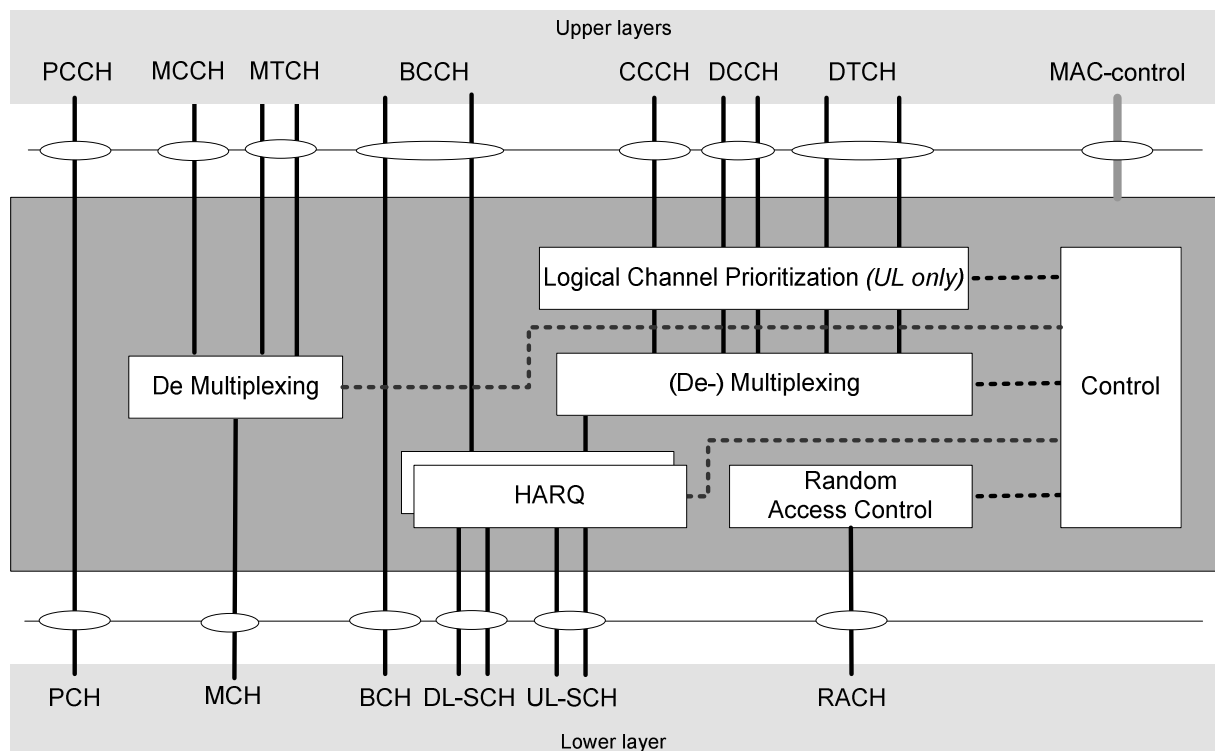 Upper layers
PCCH MCCH MTCH BCCH CCCH DCCH DTCH MAC-control
Logical Channel Prioritization (UL only)
De Multiplexing
(De-) Multiplexing
Control
HARQ
Random
Access Control
PCH MCH BCH DL-SCH UL-SCH RACH
Lower layer